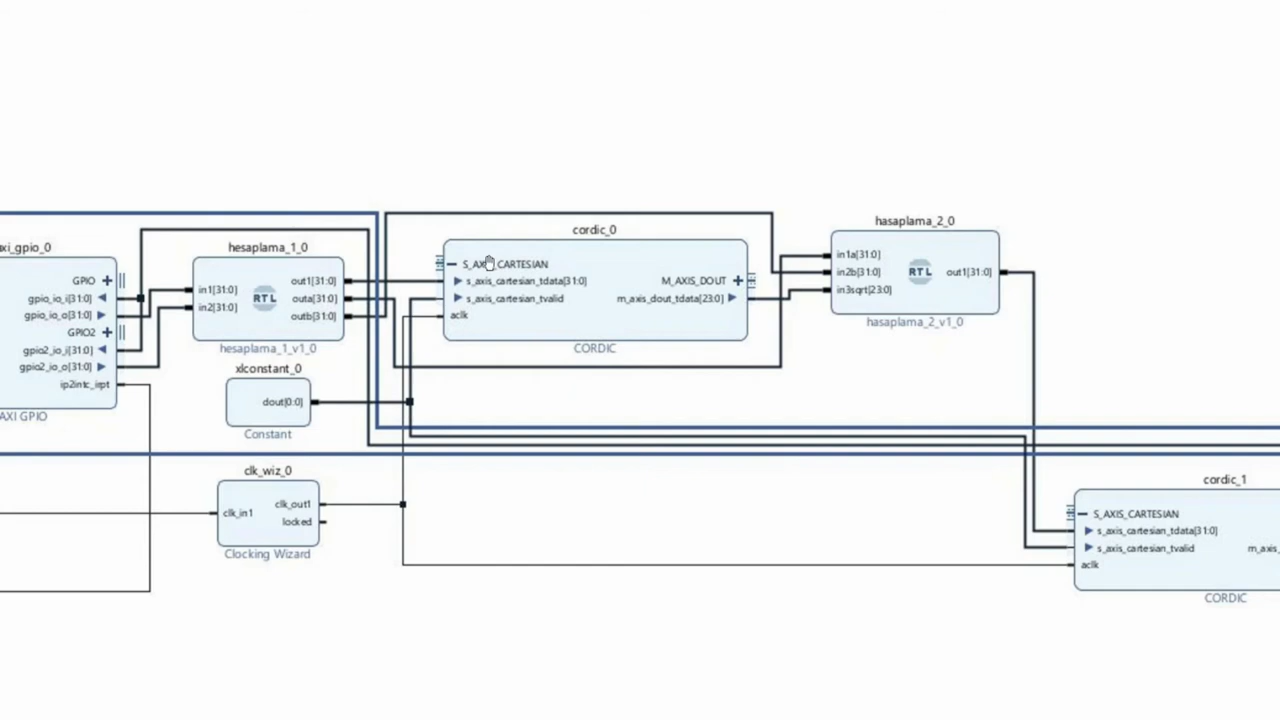 axi_gpio_0
GPIO
gpio_io_i[31:0]
gpio_io_o[31:0]
GPIO2
gpio2_io_i[31:0]
gpio2_io_o[31:0]
ip2intc_irpt
AXI GPIO
hesaplama_1_0
in1[31:0]
in2[31:0]
RTL
out1[31:0]
outa[31:0]
outb[31:0]
hesaplama_1_v1_0
xlconstant_0
dout[0:0]
Constant
clk_wiz_0
clk_in1
clk_out1
locked
Clocking Wizard
cordic_0
S_AXIS_CARTESIAN
s_axis_cartesian_tdata[31:0]
s_axis_cartesian_tvalid
aclk
M_AXIS_DOUT
m_axis_dout_tdata[23:0]
CORDIC
hasaplama_2_0
in1a[31:0]
in2b[31:0]
in3sqrt[23:0]
RTL
out1[31:0]
hasaplama_2_v1_0
cordic_1
S_AXIS_CARTESIAN
s_axis_cartesian_tdata[31:0]
s_axis_cartesian_tvalid
aclk
m_axis_
CORDIC